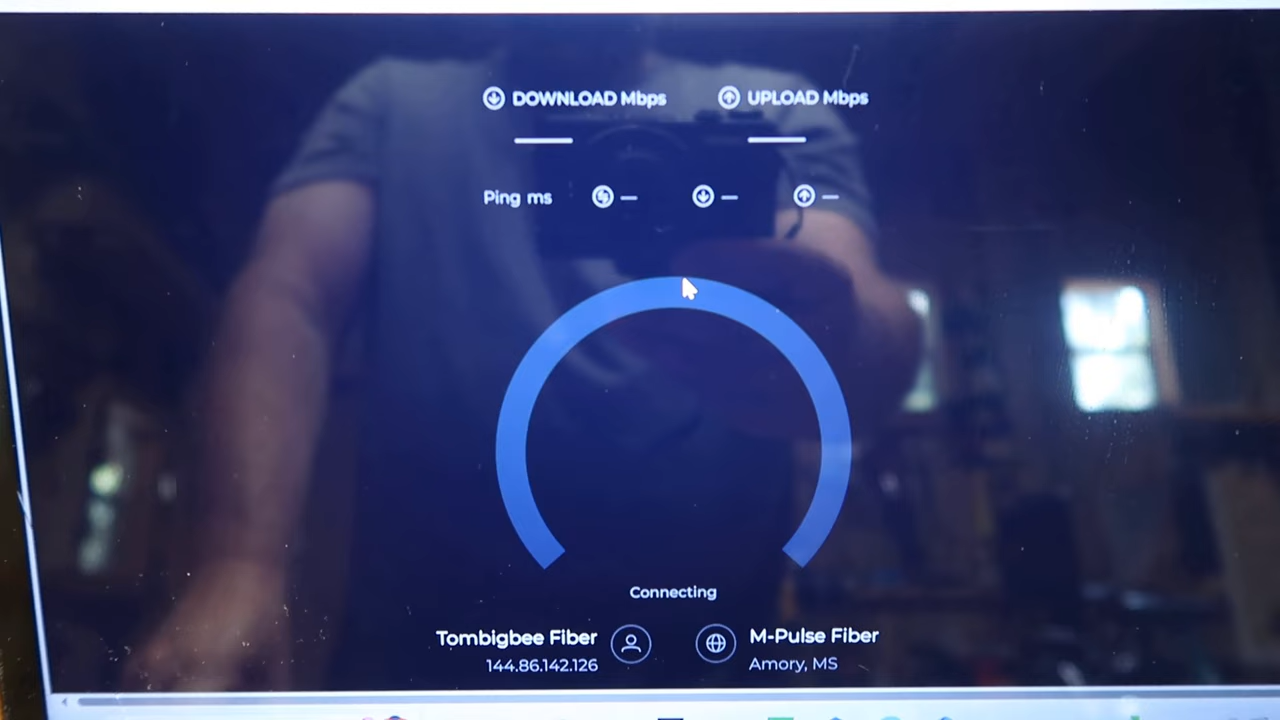 DOWNLOAD Mbps
UPLOAD Mbps
Ping ms
Connecting
Tombigbee Fiber
144.86.142.126
M-Pulse Fiber
Amory, MS